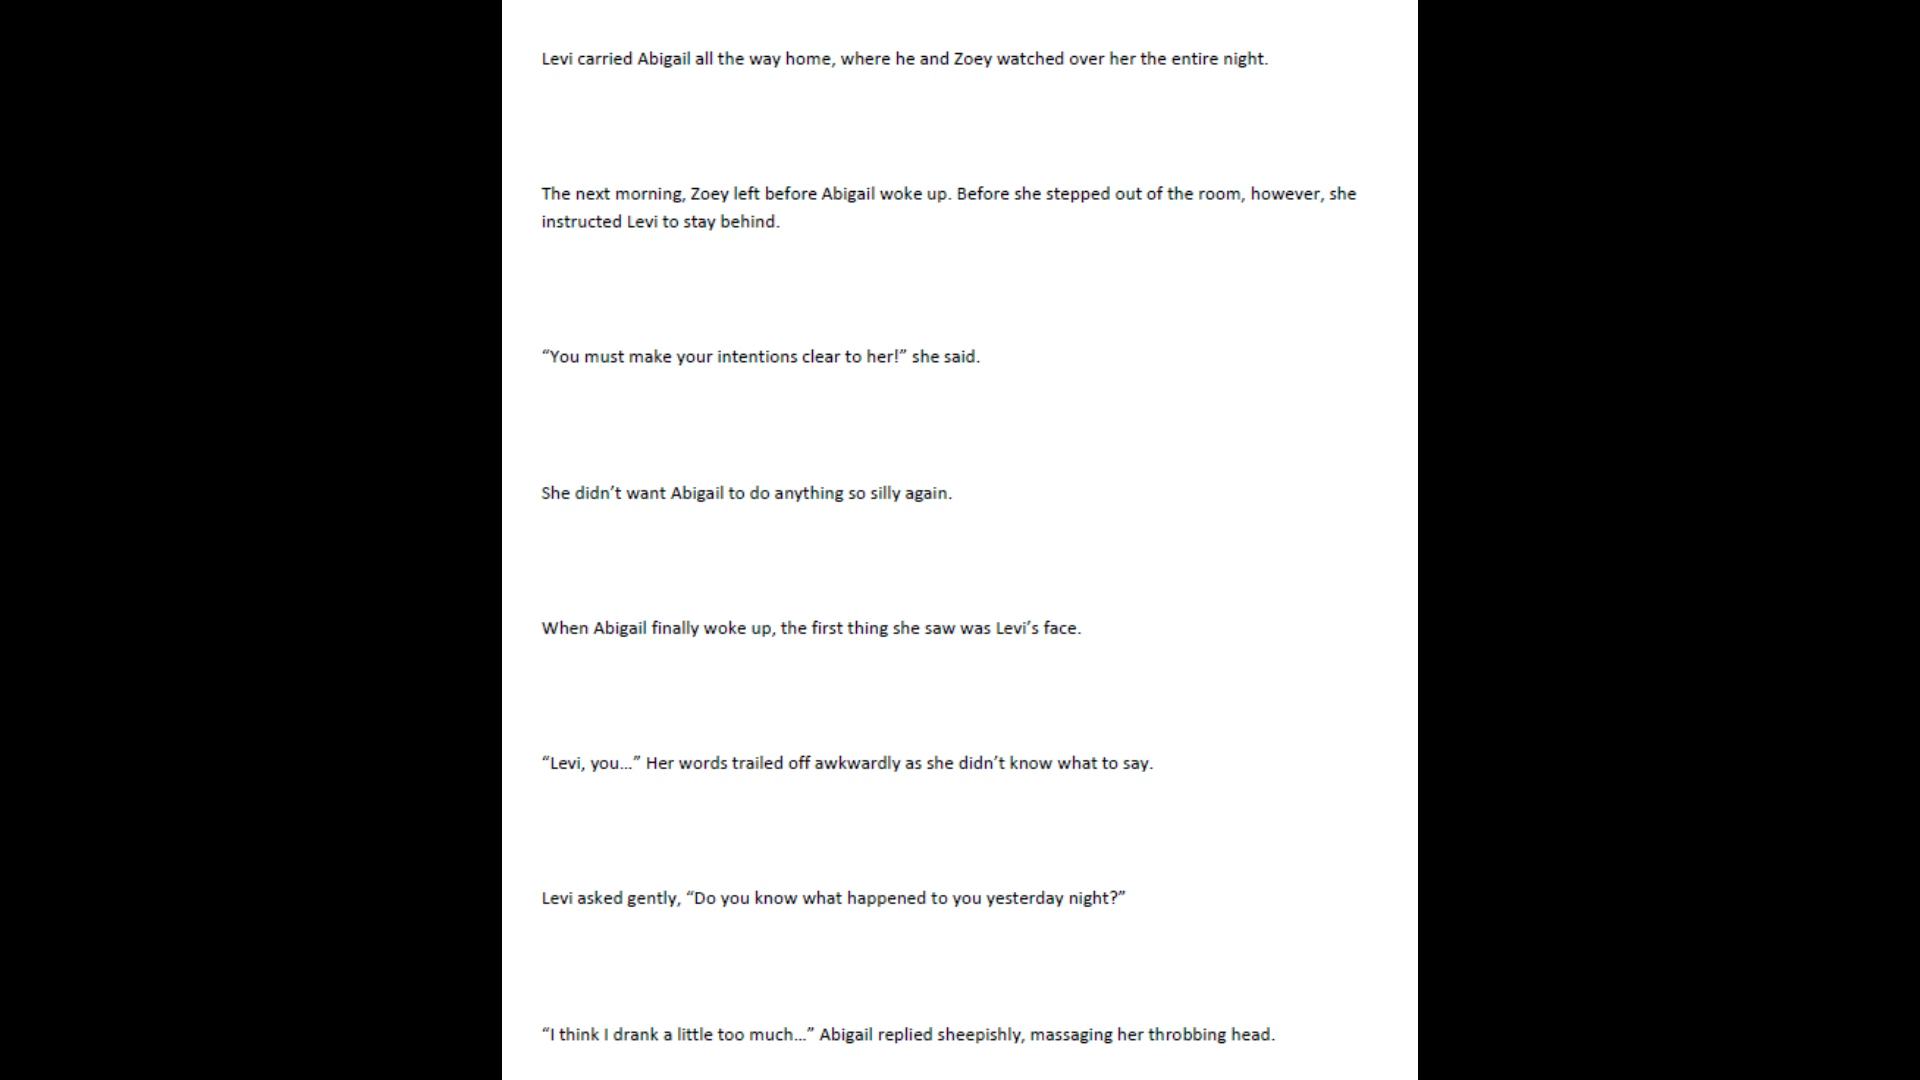 Levi carried Abigail all the way home, where he and Zoey watched over her the entire night.
The next morning, Zoey left before Abigail woke up. Before she stepped out of the room, however, she
instructed Levi to stay behind.
“You must make your intentions clear to her!” she said.
She didn’t want Abigail to do anything so silly again.
When Abigail finally woke up, the first thing she saw was Levi’s face.
“Levi, you…” Her words trailed off awkwardly as she didn’t know what to say.
Levi asked gently, “Do you know what happened to you yesterday night?”
“I think I drank a little too much…” Abigail replied sheepishly, massaging her throbbing head.